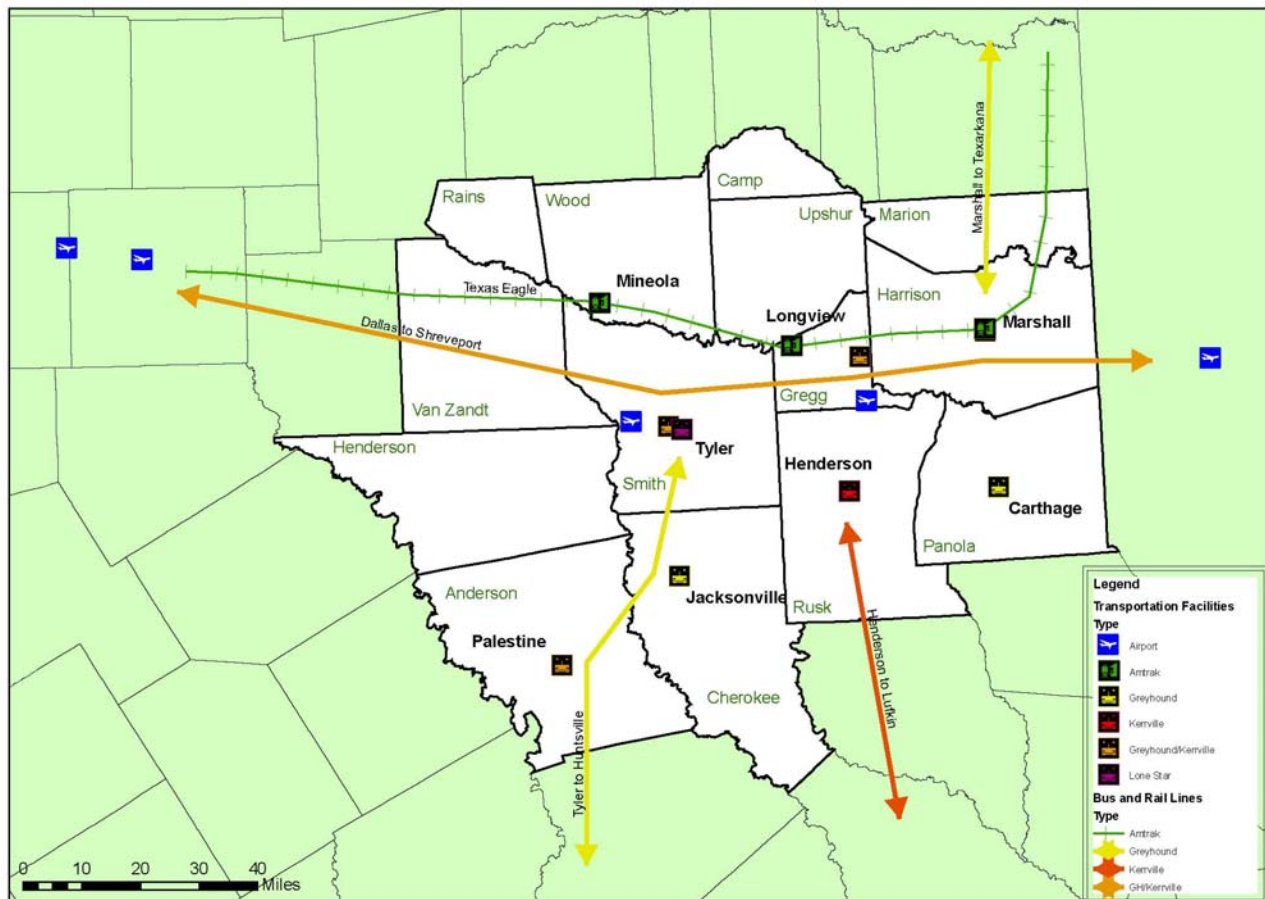 Marshall to Texarkana
Camp
Rains
Wood
Upshur
Marion
Mineola
Texas Eagle
Harrison
Longview
Marshall
Dallas to Shreveport
Gregg
Van Zandt
Henderson
Tyler
Henderson
Smith
Carthage
Panola
Anderson
Jacksonville
Rusk
Palestine
Henderson to Lufkin
Cherokee
Tyler to Huntsville
0 10 20 30 40
Miles
Legend
Transportation Facilities
Type
Airport
Amtrak
Greyhound
Kerrville
Greyhound/Kerrville
Lone Star
Bus and Rail Lines
Type
Amtrak
Greyhound
Kerrville
GH/Kerrville